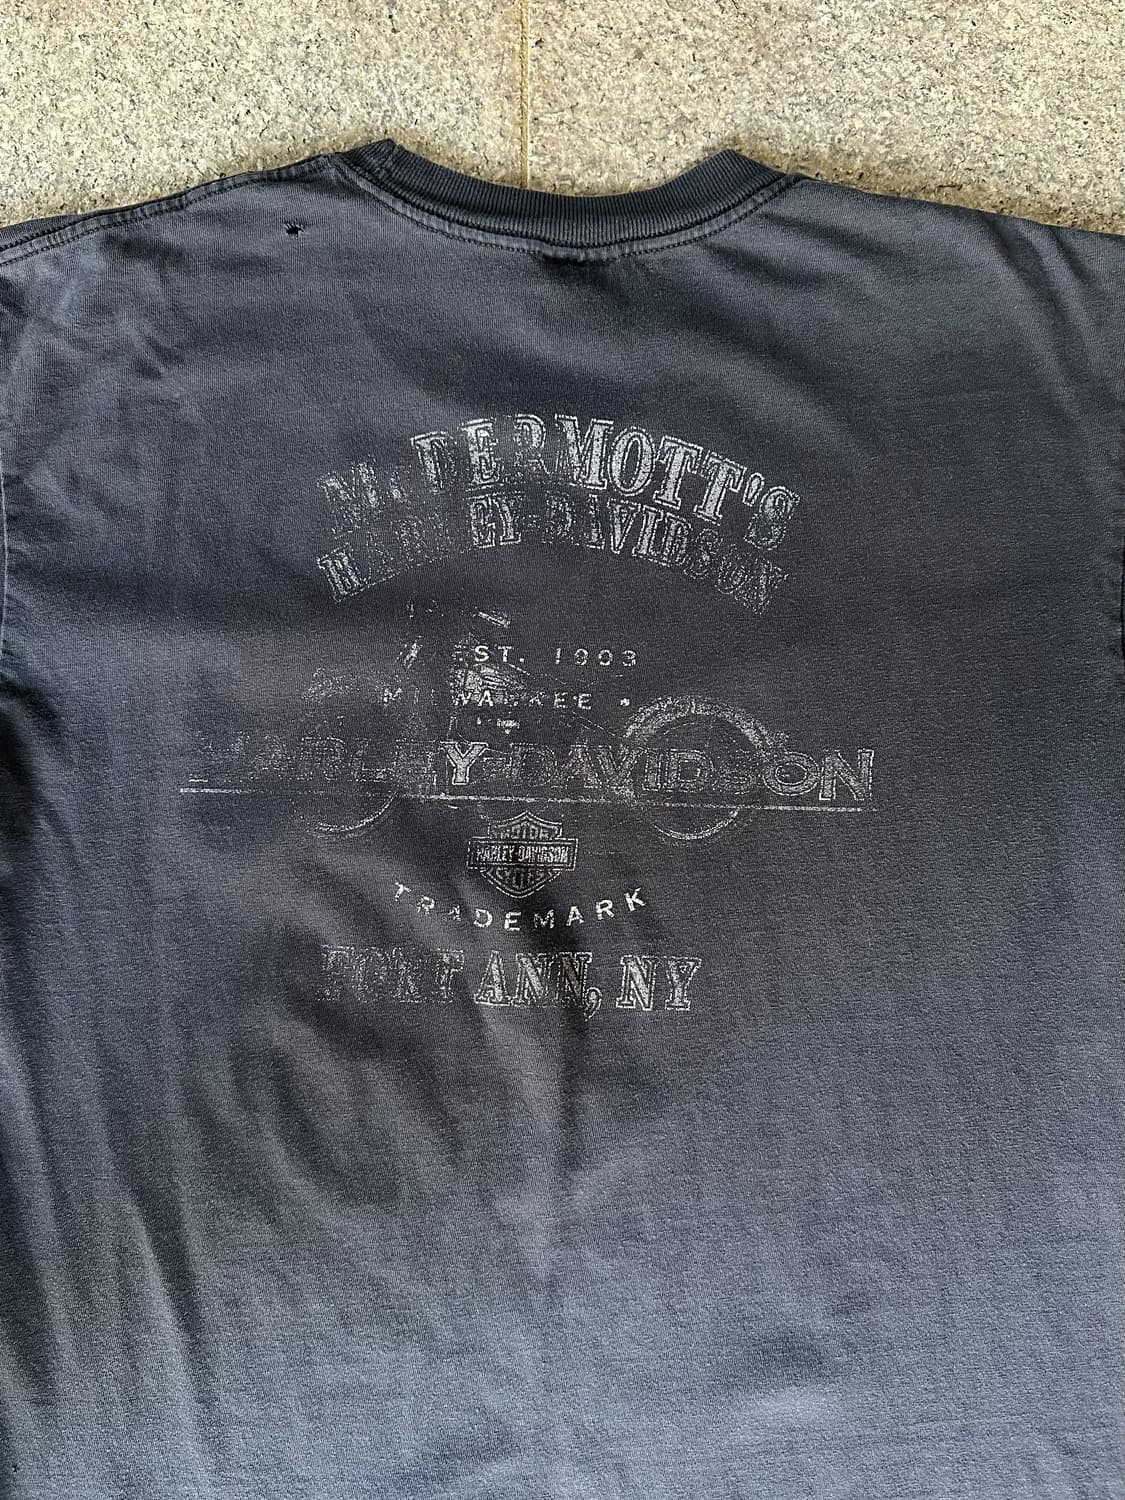 McDERMOTT'S
HARLEY-DAVIDSON
EST. 1903
MILWAUKEE •
HARLEY-DAVIDSON
MOTOR
HARLEY-DAVIDSON
CYCLES
TRADEMARK
FORT ANN, NY